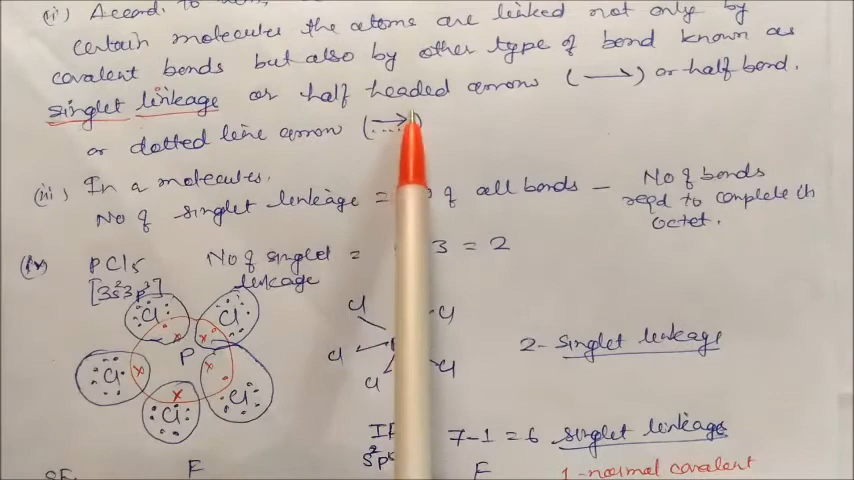 (ii) Accord. to
certain molecules the atoms are linked not only by
covalent bonds but also by other type of bond known as
singlet linkage or half headed arrow (⟶) or half bond.
or dotted line arrow
(iii) In a molecules.
No of singlet linkage = of all bonds – No of bonds
reqd to complete th
octet.
(iv) PCl5 No of singlet linkage = 3 = 2
[3s²3p³]
Cl Cl
P
Cl Cl
Cl
Cl Cl
Cl
Cl Cl
2- Singlet linkage
7-1 = 6 singlet linkage
F F
1-normal covalent